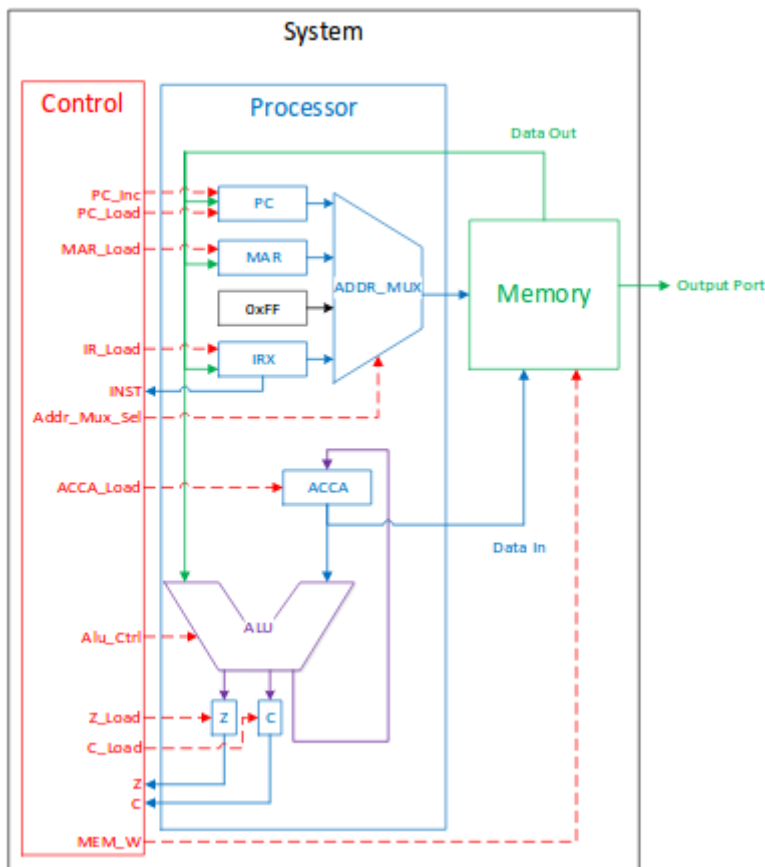 System
Control
Processor
Data Out
PC_Inc
PC
PC_Load
MAR_Load
MAR
ADDR_MUX
Memory
Output Port
0xFF
IR_Load
IRX
INST
Addr_Mux_Sel
ACCA_Load
ACCA
Data In
ALU
Alu_Ctrl
Z_Load
Z
C
C_Load
Z
C
MEM_W